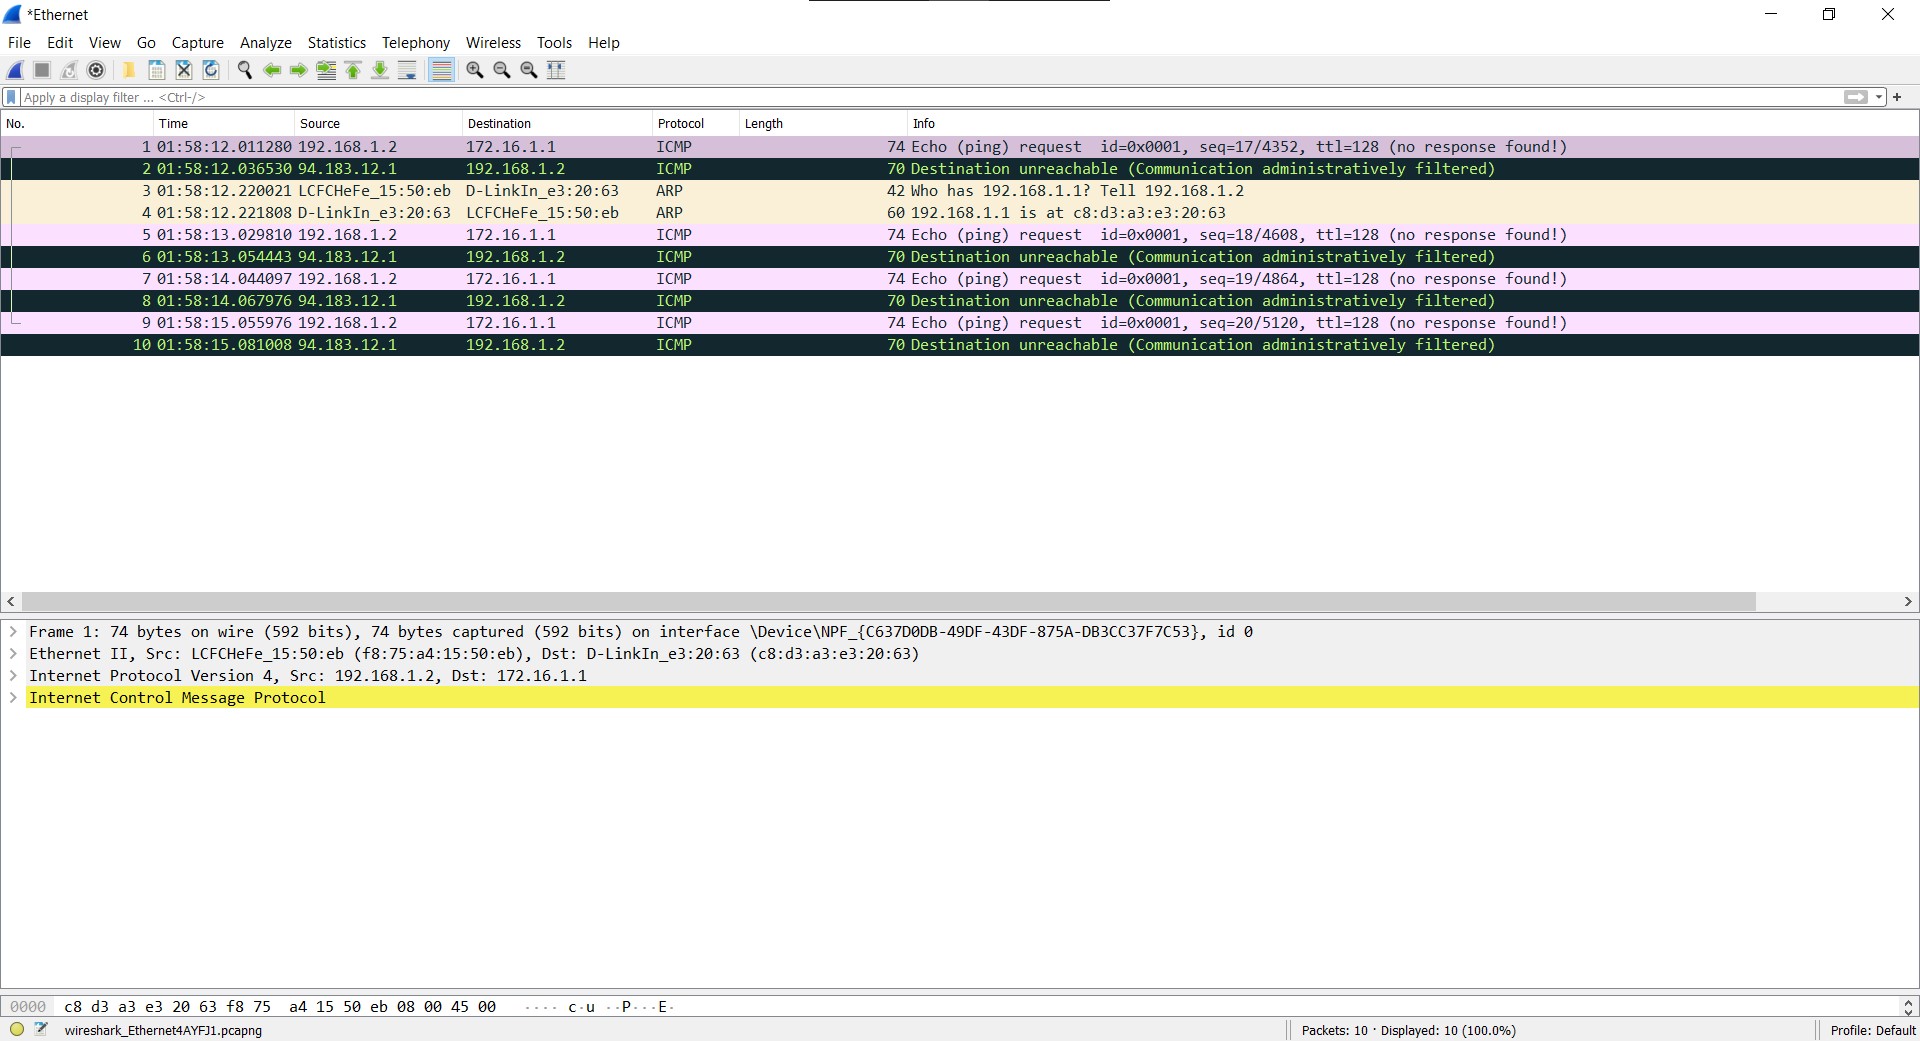 *Ethernet
File Edit View Go Capture Analyze Statistics Telephony Wireless Tools Help
Apply a display filter ... <Ctrl-/>
No. Time Source Destination Protocol Length Info
1 01:58:12.011280 192.168.1.2 172.16.1.1 ICMP 74 Echo (ping) request id=0x0001, seq=17/4352, ttl=128 (no response found!)
2 01:58:12.036530 94.183.12.1 192.168.1.2 ICMP 70 Destination unreachable (Communication administratively filtered)
3 01:58:12.220021 LCFCHeFe_15:50:eb D-LinkIn_e3:20:63 ARP 42 Who has 192.168.1.1? Tell 192.168.1.2
4 01:58:12.221808 D-LinkIn_e3:20:63 LCFCHeFe_15:50:eb ARP 60 192.168.1.1 is at c8:d3:a3:e3:20:63
5 01:58:13.029810 192.168.1.2 172.16.1.1 ICMP 74 Echo (ping) request id=0x0001, seq=18/4608, ttl=128 (no response found!)
6 01:58:13.054443 94.183.12.1 192.168.1.2 ICMP 70 Destination unreachable (Communication administratively filtered)
7 01:58:14.044097 192.168.1.2 172.16.1.1 ICMP 74 Echo (ping) request id=0x0001, seq=19/4864, ttl=128 (no response found!)
8 01:58:14.067976 94.183.12.1 192.168.1.2 ICMP 70 Destination unreachable (Communication administratively filtered)
9 01:58:15.055976 192.168.1.2 172.16.1.1 ICMP 74 Echo (ping) request id=0x0001, seq=20/5120, ttl=128 (no response found!)
10 01:58:15.081008 94.183.12.1 192.168.1.2 ICMP 70 Destination unreachable (Communication administratively filtered)
Frame 1: 74 bytes on wire (592 bits), 74 bytes captured (592 bits) on interface \Device\NPF_{C637D0DB-49DF-43DF-875A-DB3CC37F7C53}, id 0
Ethernet II, Src: LCFCHeFe_15:50:eb (f8:75:a4:15:50:eb), Dst: D-LinkIn_e3:20:63 (c8:d3:a3:e3:20:63)
Internet Protocol Version 4, Src: 192.168.1.2, Dst: 172.16.1.1
Internet Control Message Protocol
0000 c8 d3 a3 e3 20 63 f8 75 a4 15 50 eb 08 00 45 00 ···· c·u ··P···E·
wireshark_Ethernet4AYFJ1.pcapng Packets: 10 · Displayed: 10 (100.0%) Profile: Default